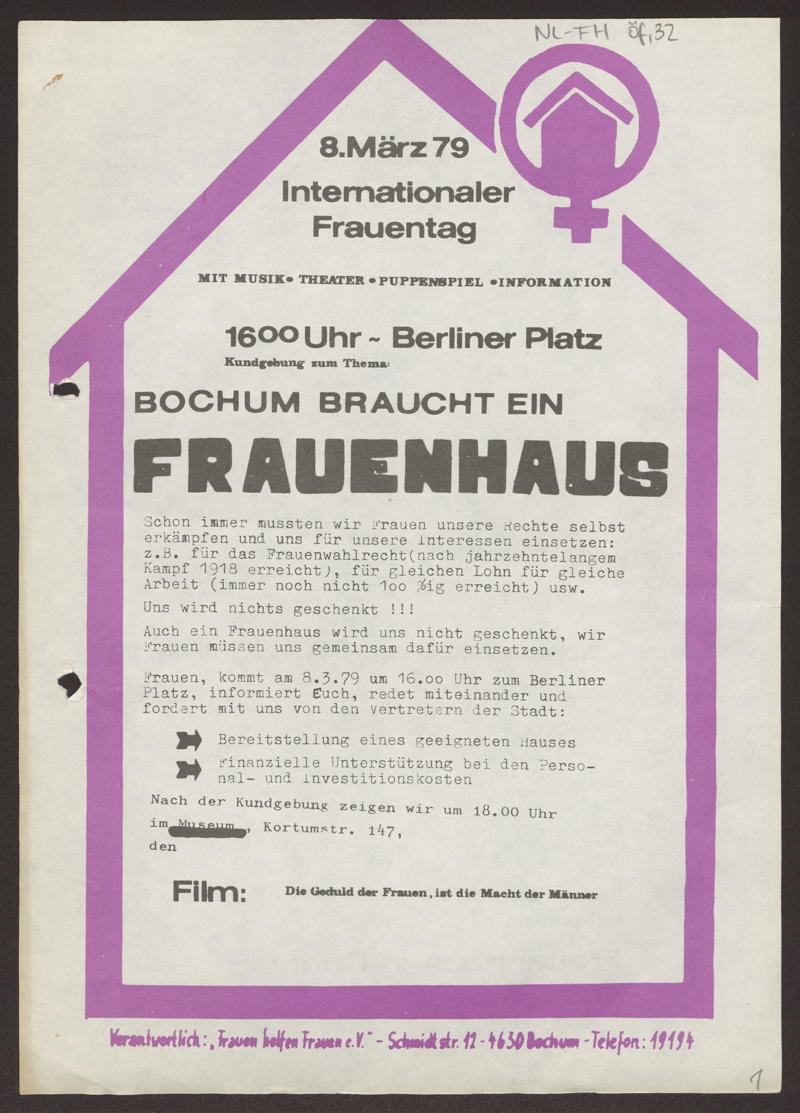 NL-FH Öf,32
8.März 79
Internationaler
Frauentag
MIT MUSIK• THEATER •PUPPENSPIEL •INFORMATION
16ºº Uhr ~ Berliner Platz
Kundgebung zum Thema:
BOCHUM BRAUCHT EIN
FRAUENHAUS
Schon immer mussten wir Frauen unsere Rechte selbst
erkämpfen und uns für unsere Interessen einsetzen:
z.B. für das Frauenwahlrecht(nach jahrzehntelangem
Kampf 1918 erreicht), für gleichen Lohn für gleiche
Arbeit (immer noch nicht 1oo %ig erreicht) usw.
Uns wird nichts geschenkt !!!
Auch ein Frauenhaus wird uns nicht geschenkt, wir
Frauen müssen uns gemeinsam dafür einsetzen.
Frauen, kommt am 8.3.79 um 16.oo Uhr zum Berliner
Platz, informiert Euch, redet miteinander und
fordert mit uns von den Vertretern der Stadt:
Bereitstellung eines geeigneten Hauses
Finanzielle Unterstützung bei den Perso-
nal- und Investitionskosten
Nach der Kundgebung zeigen wir um 18.00 Uhr
im Museum, Kortumstr. 147,
den
Film: Die Geduld der Frauen, ist die Macht der Männer
Verantwortlich: „Frauen helfen Frauen e.V." - Schmidtstr. 12 - 4630 Bochum - Telefon: 19194
1